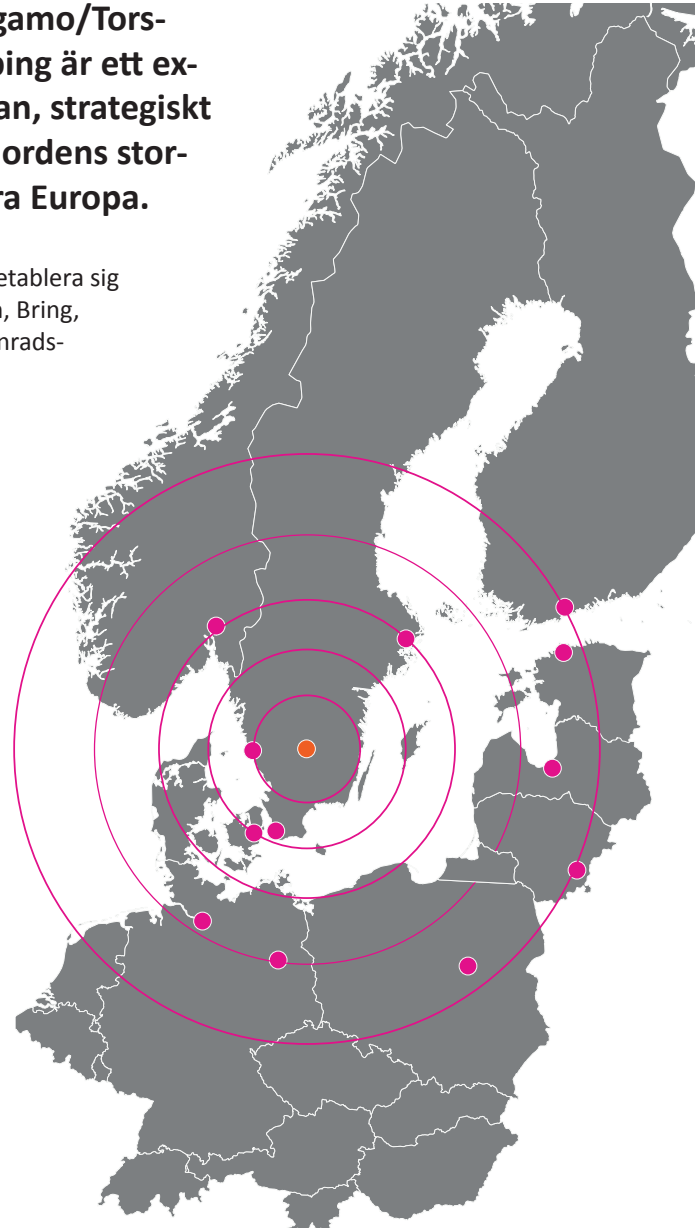 gamo/Tors-
ping är ett ex-
an, strategiskt
ordens stor-
ra Europa.
etablera sig
, Bring,
nrads-